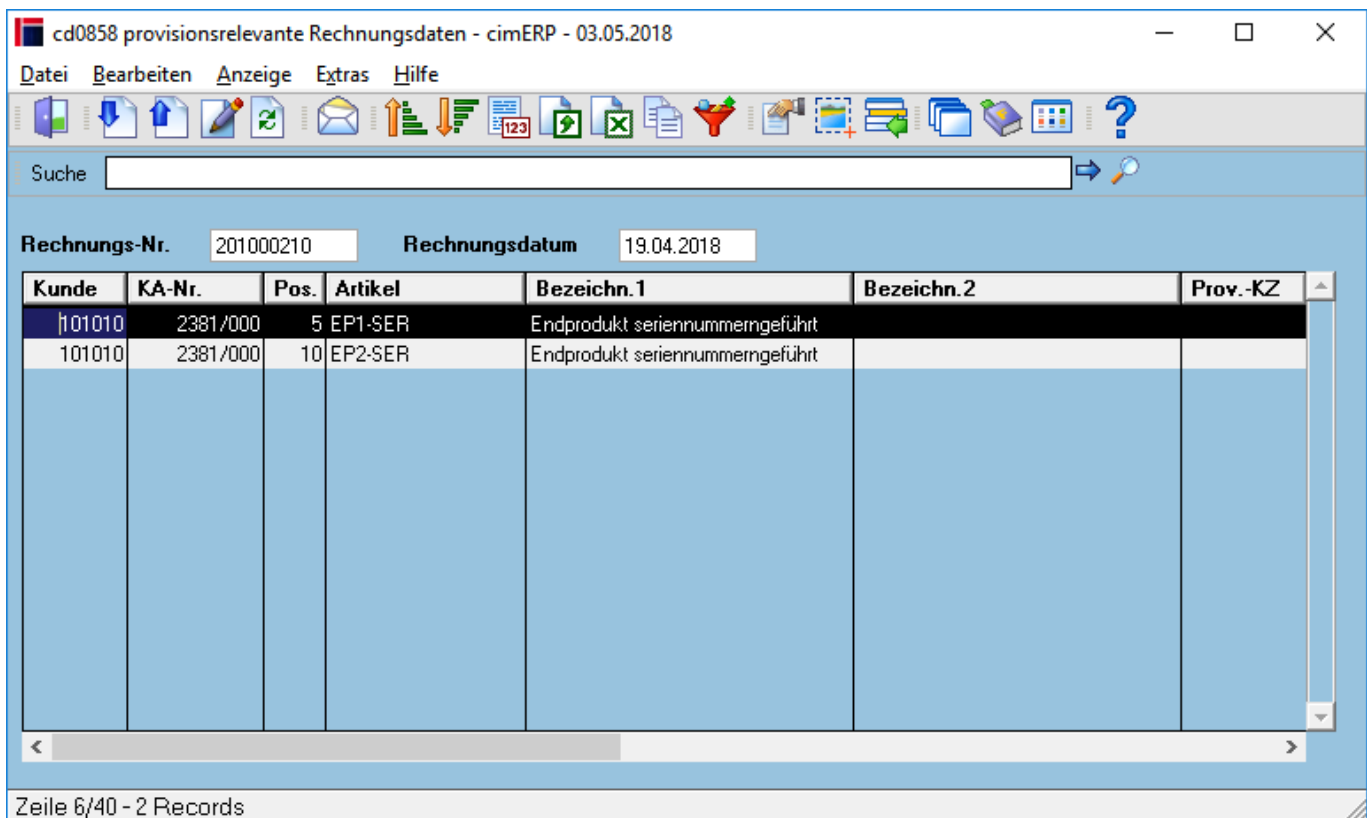 cd0858 provisionsrelevante Rechnungsdaten - cimERP - 03.05.2018
Datei Bearbeiten Anzeige Extras Hilfe
123
Suche
Rechnungs-Nr. 201000210 Rechnungsdatum 19.04.2018
Kunde KA-Nr. Pos. Artikel Bezeichn.1 Bezeichn.2 Prov.-KZ
101010 2381/000 5 EP1-SER Endprodukt seriennummerngeführt
101010 2381/000 10 EP2-SER Endprodukt seriennummerngeführt
Zeile 6/40 - 2 Records